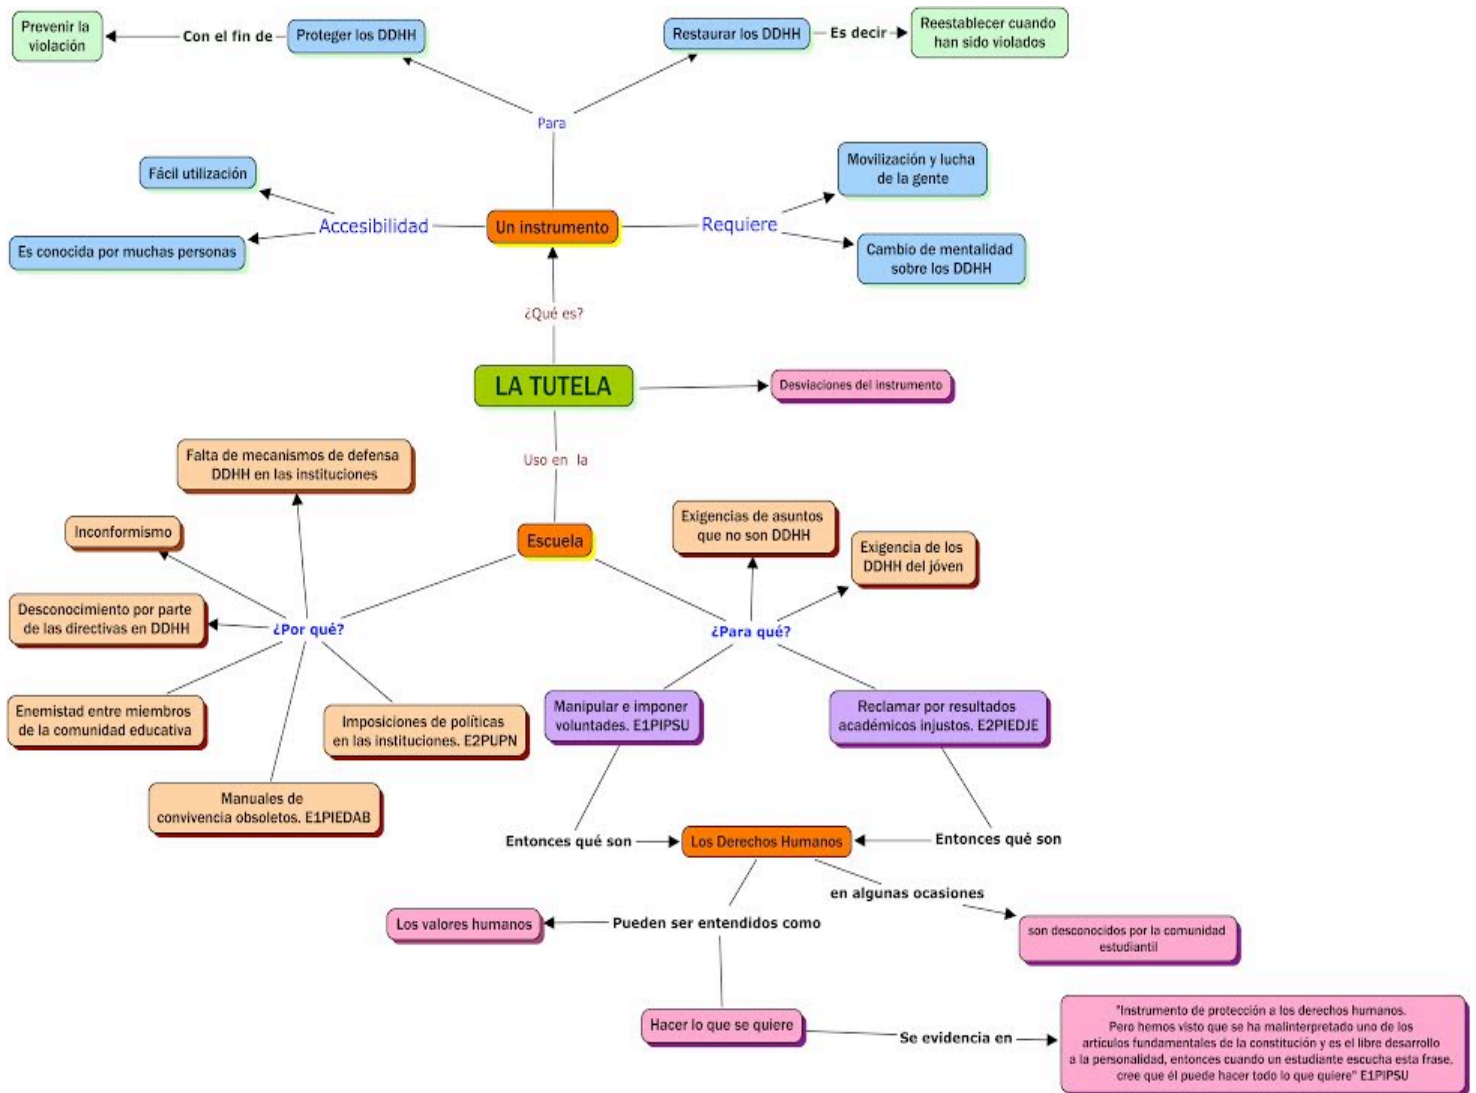 Prevenir la
violación
Con el fin de
Proteger los DDHH
Restaurar los DDHH
Es decir
Reestablecer cuando
han sido violados
Para
Fácil utilización
Es conocida por muchas personas
Accesibilidad
Un instrumento
Requiere
Movilización y lucha
de la gente
Cambio de mentalidad
sobre los DDHH
¿Qué es?
LA TUTELA
Desviaciones del instrumento
Uso en la
Escuela
Falta de mecanismos de defensa
DDHH en las instituciones
Inconformismo
Desconocimiento por parte
de las directivas en DDHH
¿Por qué?
Enemistad entre miembros
de la comunidad educativa
Imposiciones de políticas
en las instituciones. E2PUPN
Manuales de
convivencia obsoletos. E1PIEDAB
Exigencias de asuntos
que no son DDHH
Exigencia de los
DDHH del jóven
¿Para qué?
Manipular e imponer
voluntades. E1PIPSU
Reclamar por resultados
académicos injustos. E2PIEDJE
Entonces qué son
Los Derechos Humanos
Entonces qué son
en algunas ocasiones
Los valores humanos
Pueden ser entendidos como
son desconocidos por la comunidad
estudiantil
Hacer lo que se quiere
Se evidencia en
"Instrumento de protección a los derechos humanos.
Pero hemos visto que se ha malinterpretado uno de los
artículos fundamentales de la constitución y es el libre desarrollo
a la personalidad, entonces cuando un estudiante escucha esta frase,
cree que él puede hacer todo lo que quiere" E1PIPSU